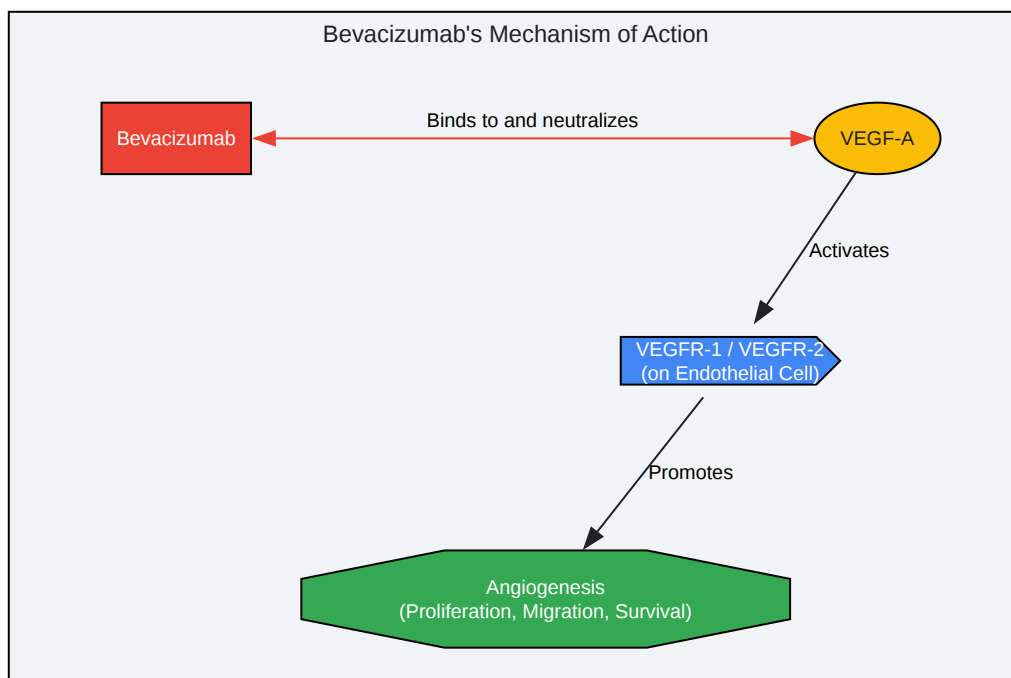 Bevacizumab's Mechanism of Action
Binds to and neutralizes
Bevacizumab
VEGF-A
Activates
VEGFR-1 / VEGFR-2
(on Endothelial Cell)
Promotes
Angiogenesis
(Proliferation, Migration, Survival)